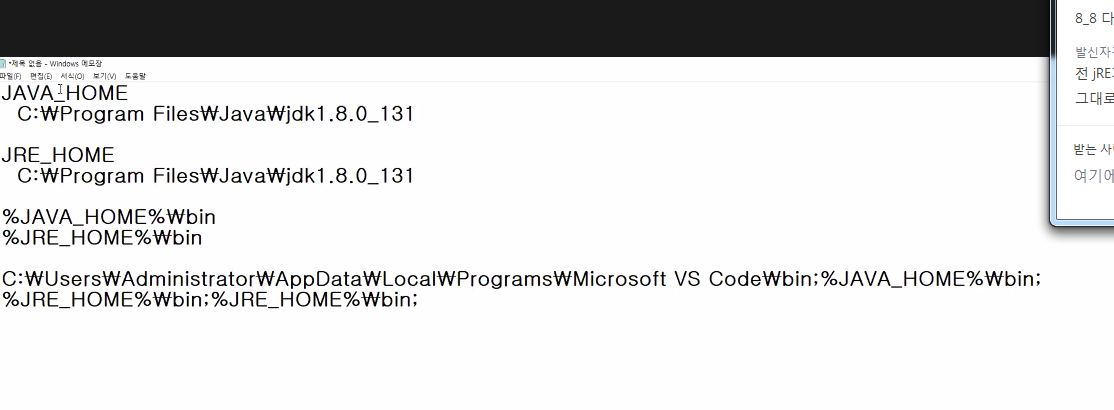 *제목 없음 - Windows 메모장
파일(F) 편집(E) 서식(O) 보기(V) 도움말
JAVA_HOME
C:₩Program Files₩Java₩jdk1.8.0_131
JRE_HOME
C:₩Program Files₩Java₩jdk1.8.0_131
%JAVA_HOME%₩bin
%JRE_HOME%₩bin
C:₩Users₩Administrator₩AppData₩Local₩Programs₩Microsoft VS Code₩bin;%JAVA_HOME%₩bin;
%JRE_HOME%₩bin;%JRE_HOME%₩bin;
8_8 다
발신자
전 jRE
그대로
받는 사
여기에